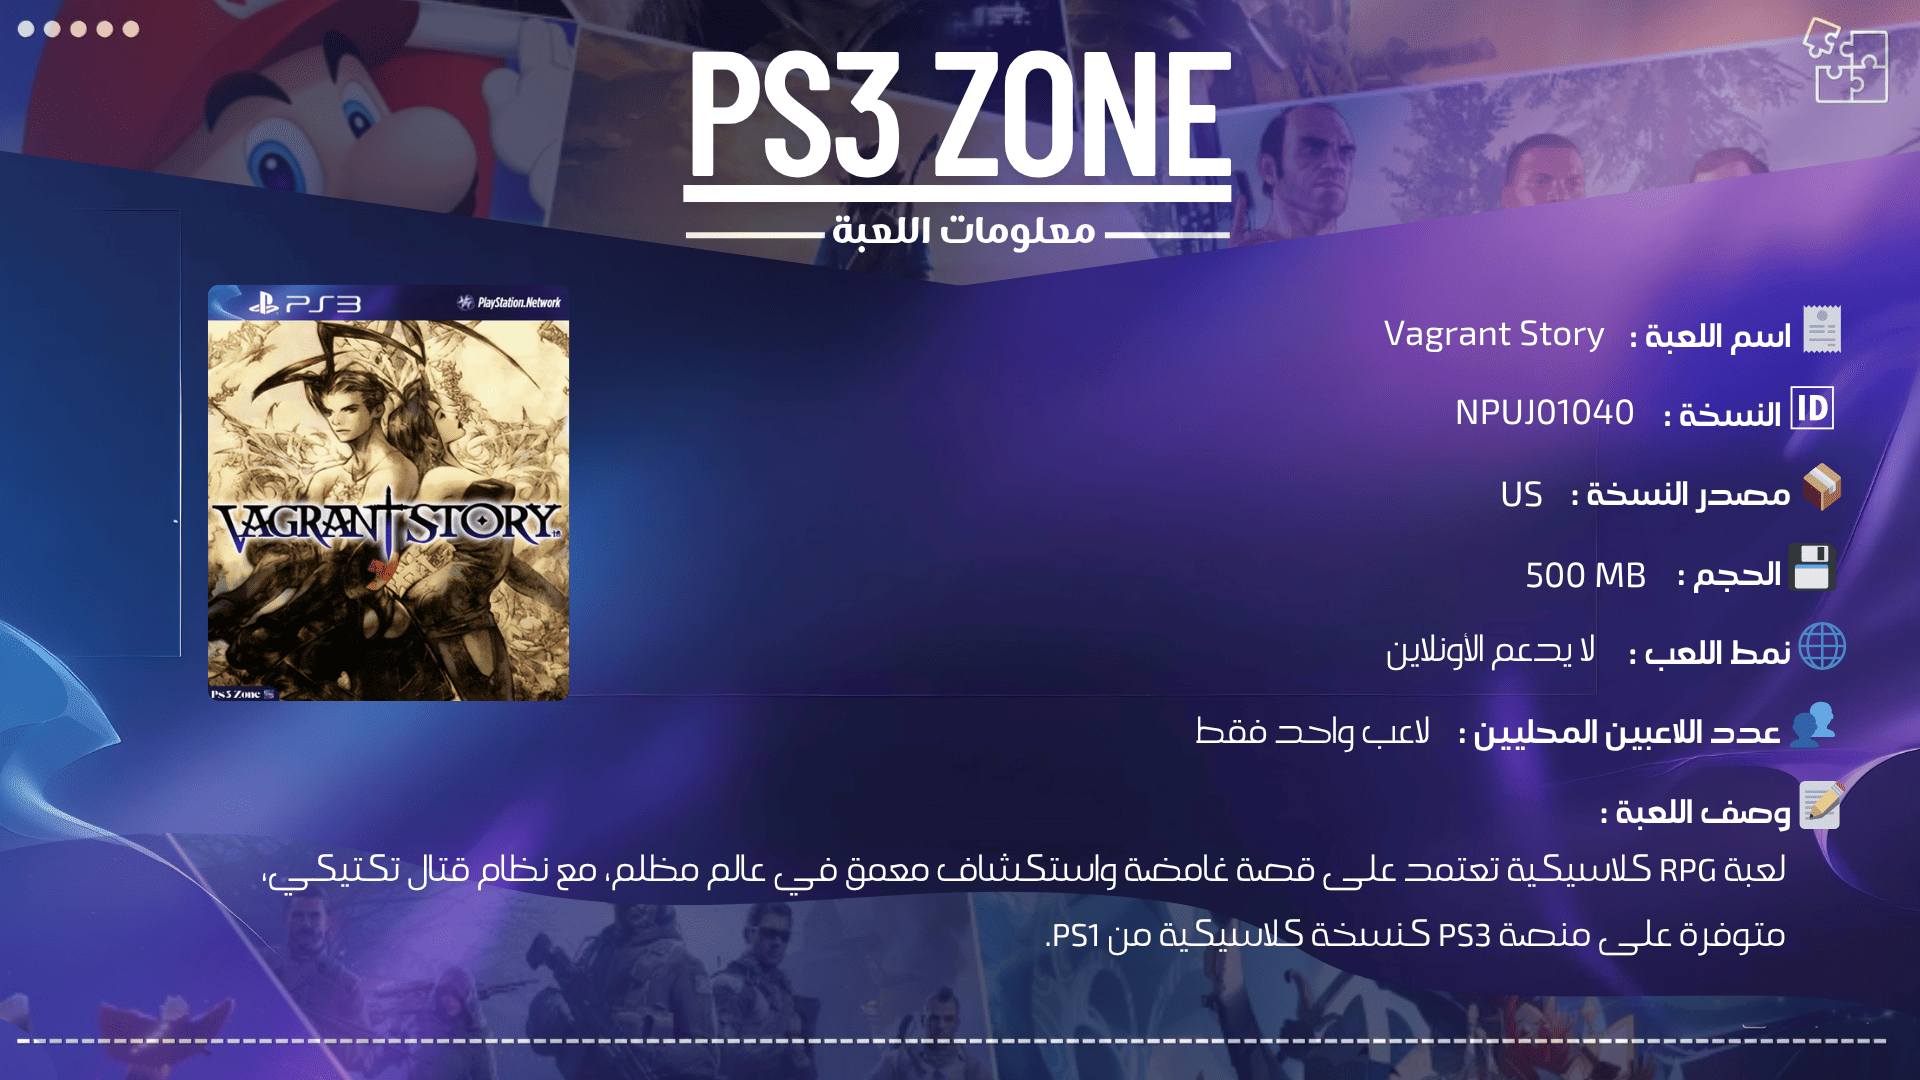 PS3 ZONE
معلومات اللعبة
PS3 PlayStation.Network
VAGRANT STORY
Ps3 Zone
اسم اللعبة : Vagrant Story
ID النسخة : NPUJ01040
مصدر النسخة : US
الحجم : 500 MB
نمط اللعب : لا يدعم الأونلاين
عدد اللاعبين المحليين : لاعب واحد فقط
وصف اللعبة :
لعبة RPG كلاسيكية تعتمد على قصة غامضة واستكشاف معمق في عالم مظلم، مع نظام قتال تكتيكي،
متوفرة على منصة PS3 كنسخة كلاسيكية من PS1.